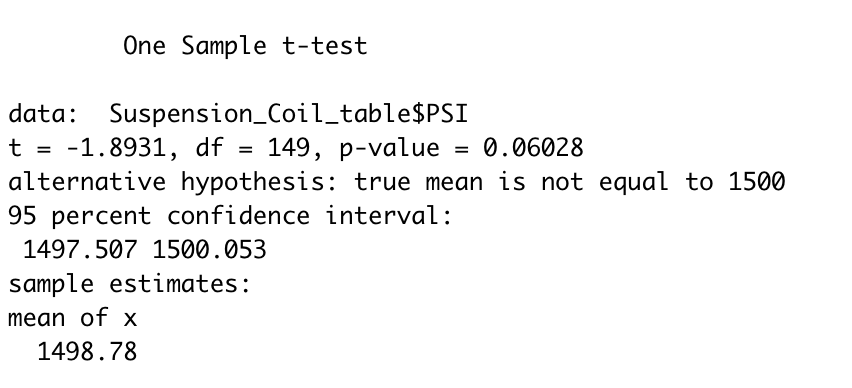 One Sample t-test
data:  Suspension_Coil_table$PSI
t = -1.8931, df = 149, p-value = 0.06028
alternative hypothesis: true mean is not equal to 1500
95 percent confidence interval:
1497.507 1500.053
sample estimates:
mean of x
1498.78